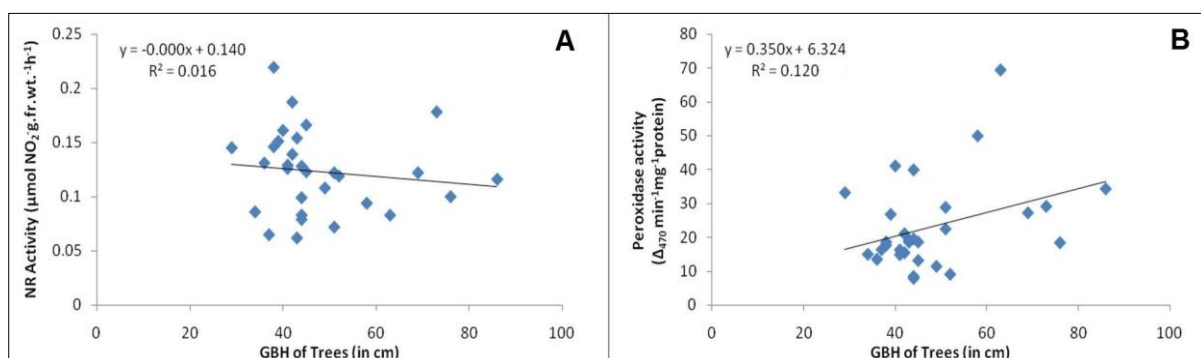 A
y = -0.000x + 0.140
R² = 0.016
NR Activity (µmol NO₂⁻g.fr.wt.⁻¹h⁻¹)
0.25
0.2
0.15
0.1
0.05
0
0 20 40 60 80 100
GBH of Trees (in cm)
B
y = 0.350x + 6.324
R² = 0.120
Peroxidase activity
(Δ₄₇₀ min⁻¹mg⁻¹protein)
80
70
60
50
40
30
20
10
0
0 20 40 60 80 100
GBH of Trees (in cm)